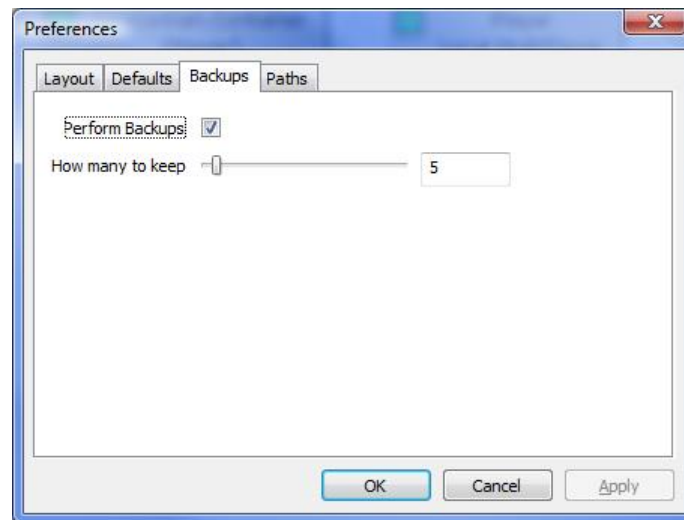 Preferences
Layout Defaults Backups Paths
Perform Backups
How many to keep 5
OK Cancel Apply